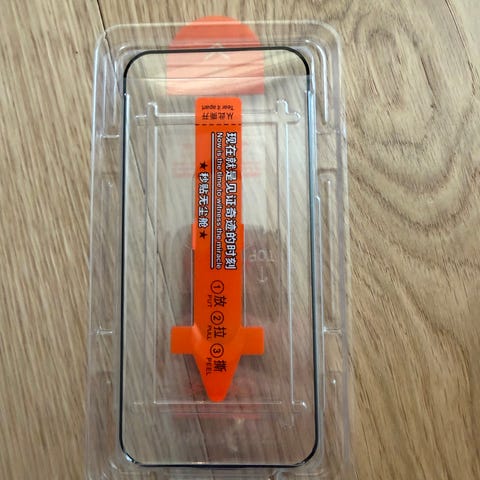 从此撕开
Tear it apart
现在就是见证奇迹的时刻
Now is the time to witness the miracle
★秒贴无尘舱★
①放 ②拉 ③撕
PUT PULL PEEL
TOP